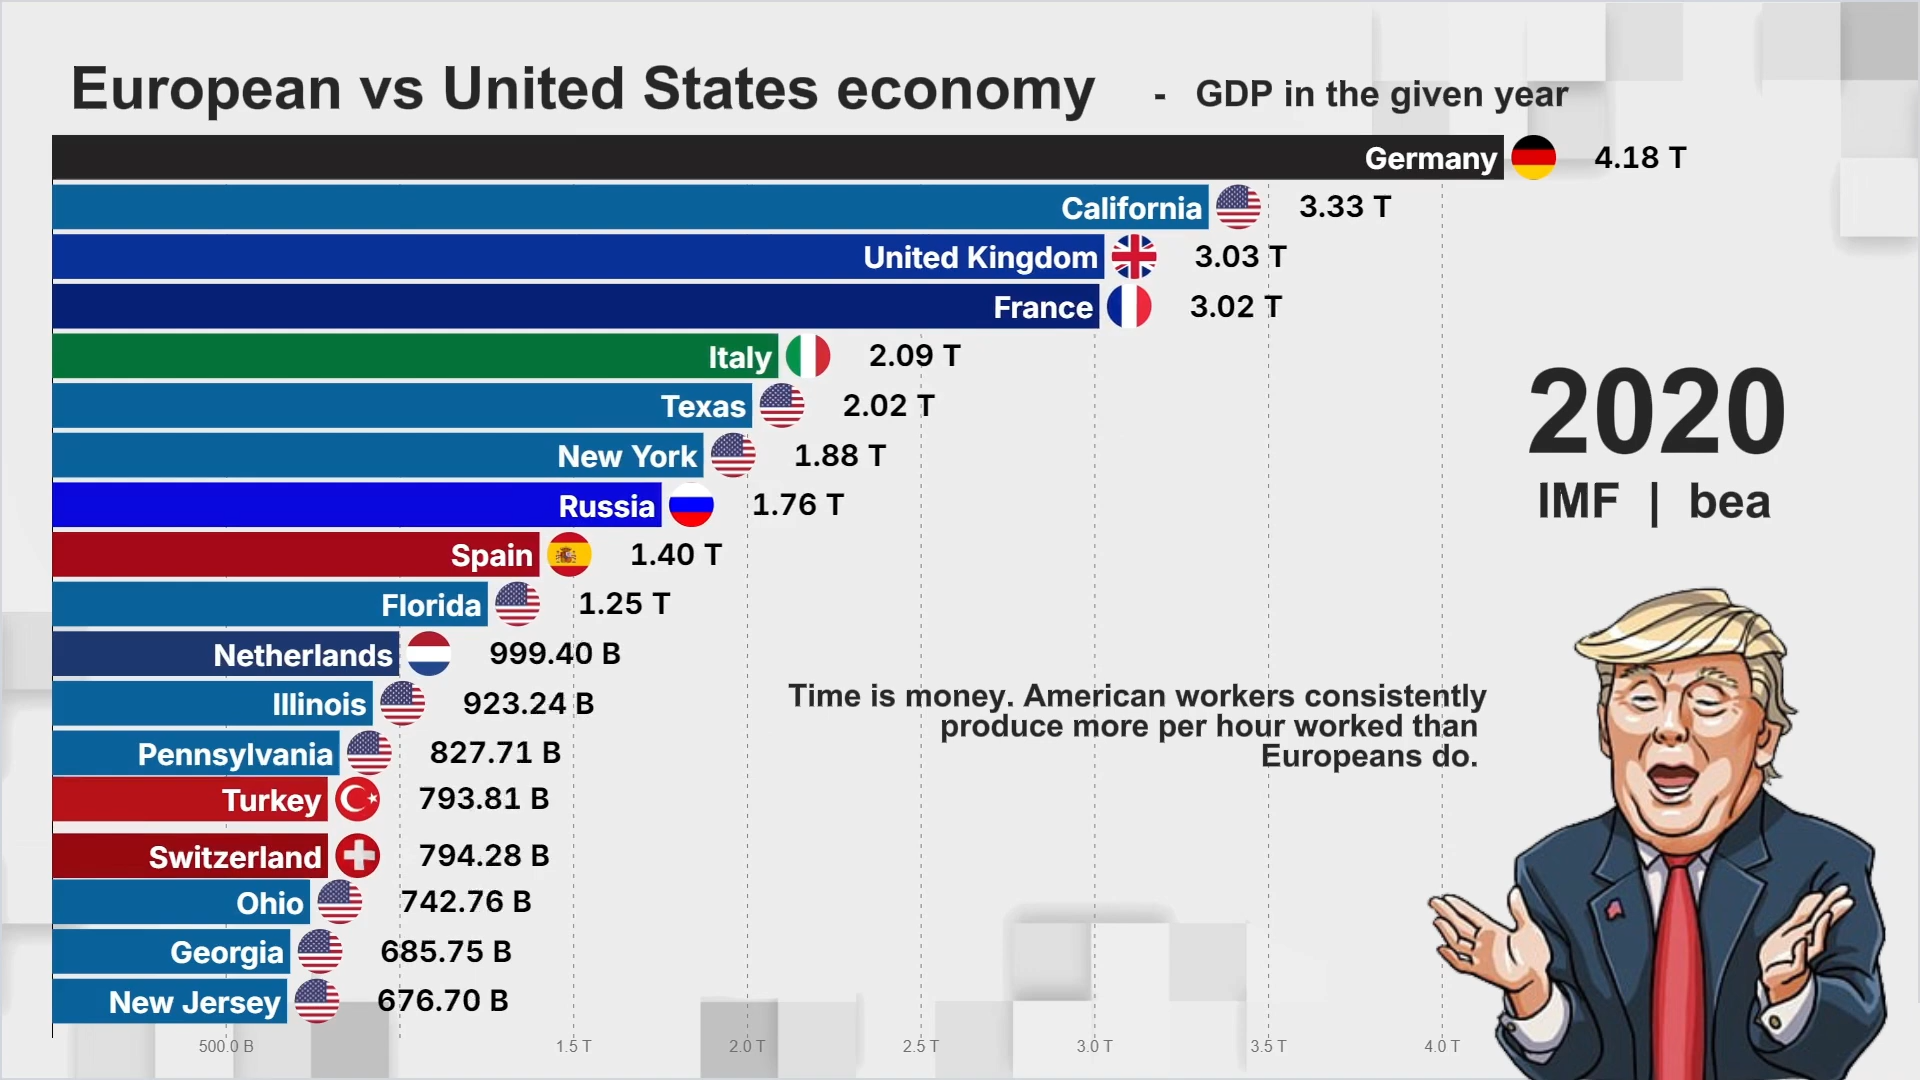 European vs United States economy - GDP in the given year
Germany 4.18 T
California 3.33 T
United Kingdom 3.03 T
France 3.02 T
Italy 2.09 T
Texas 2.02 T
New York 1.88 T
Russia 1.76 T
Spain 1.40 T
Florida 1.25 T
Netherlands 999.40 B
Illinois 923.24 B
Pennsylvania 827.71 B
Turkey 793.81 B
Switzerland 794.28 B
Ohio 742.76 B
Georgia 685.75 B
New Jersey 676.70 B
500.0 B 1.5 T 2.0 T 2.5 T 3.0 T 3.5 T 4.0 T
2020
IMF | bea
Time is money. American workers consistently
produce more per hour worked than
Europeans do.